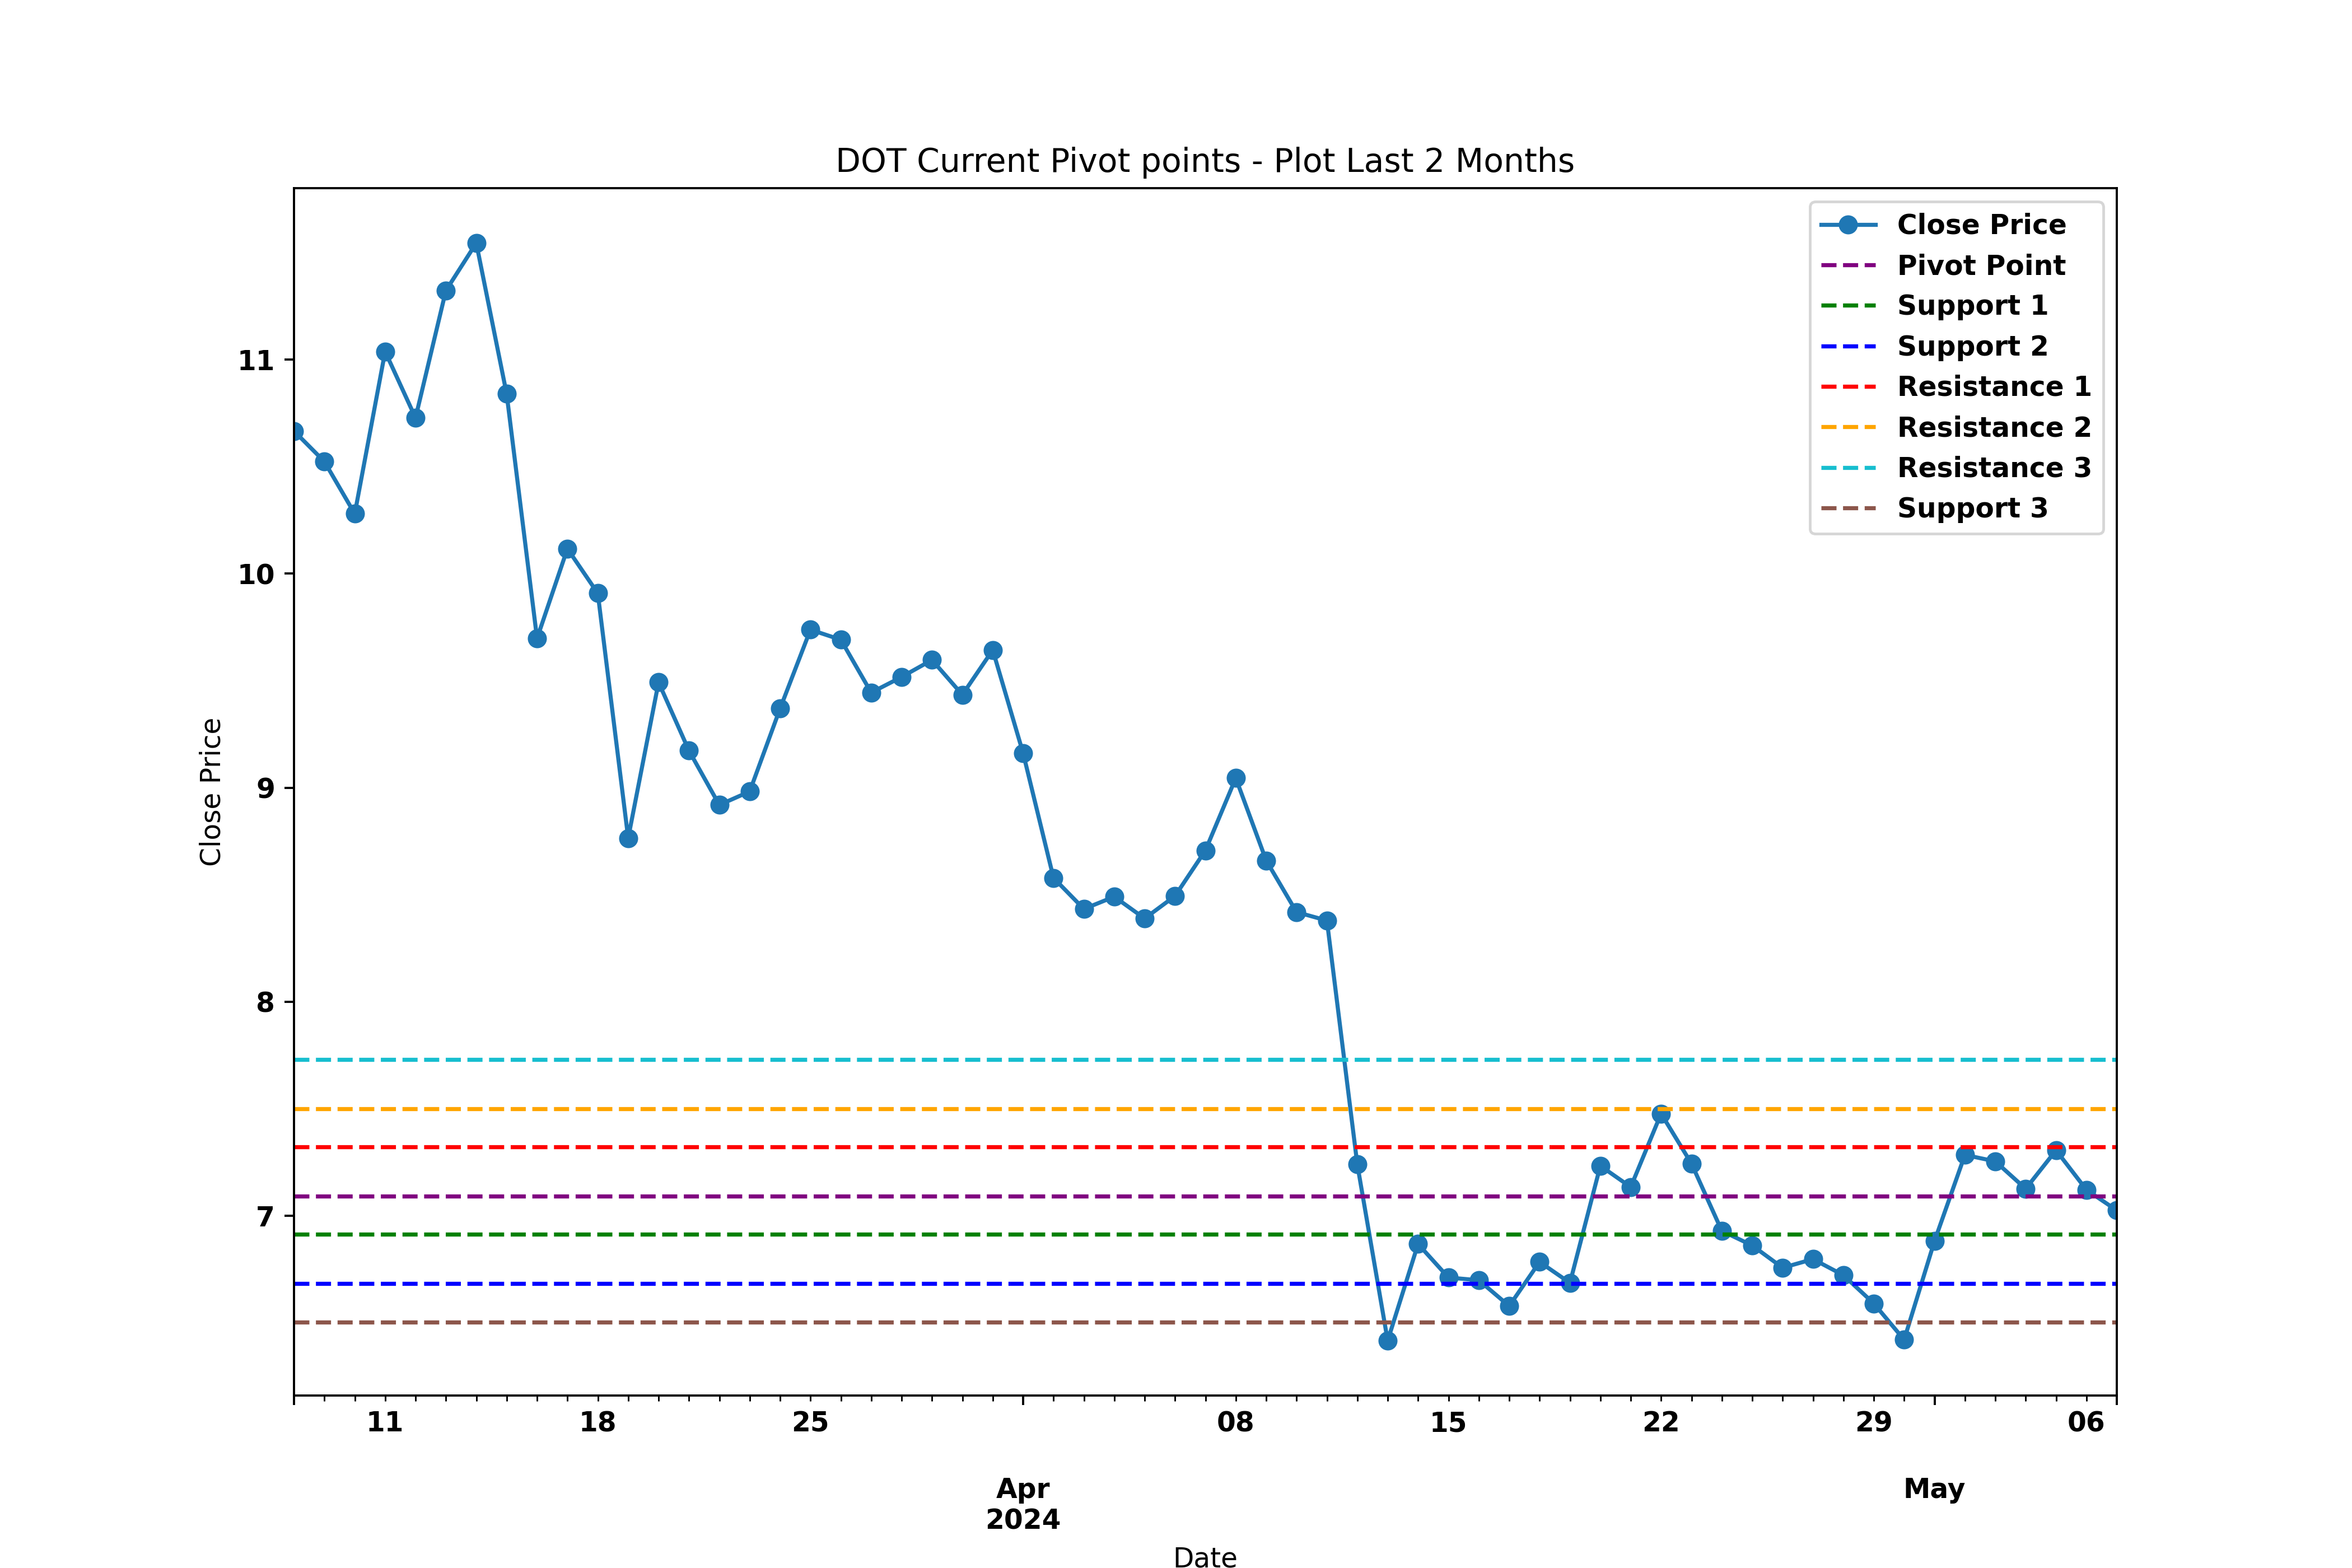 DOT Current Pivot points - Plot Last 2 Months
Close Price
Pivot Point
Support 1
Support 2
Resistance 1
Resistance 2
Resistance 3
Support 3
Close Price
11
10
9
8
7
11 18 25 08 15 22 29 06
Apr May
2024
Date